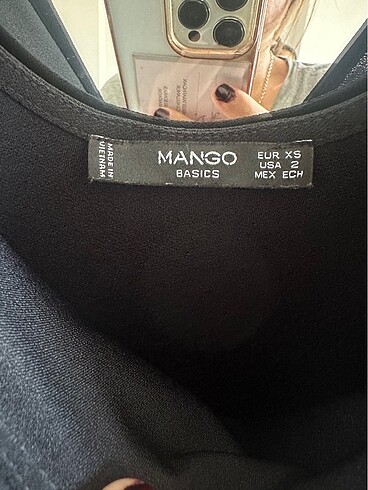 MADE IN
VIETNAM
MANGO
BASICS
EUR XS
USA 2
MEX ECH